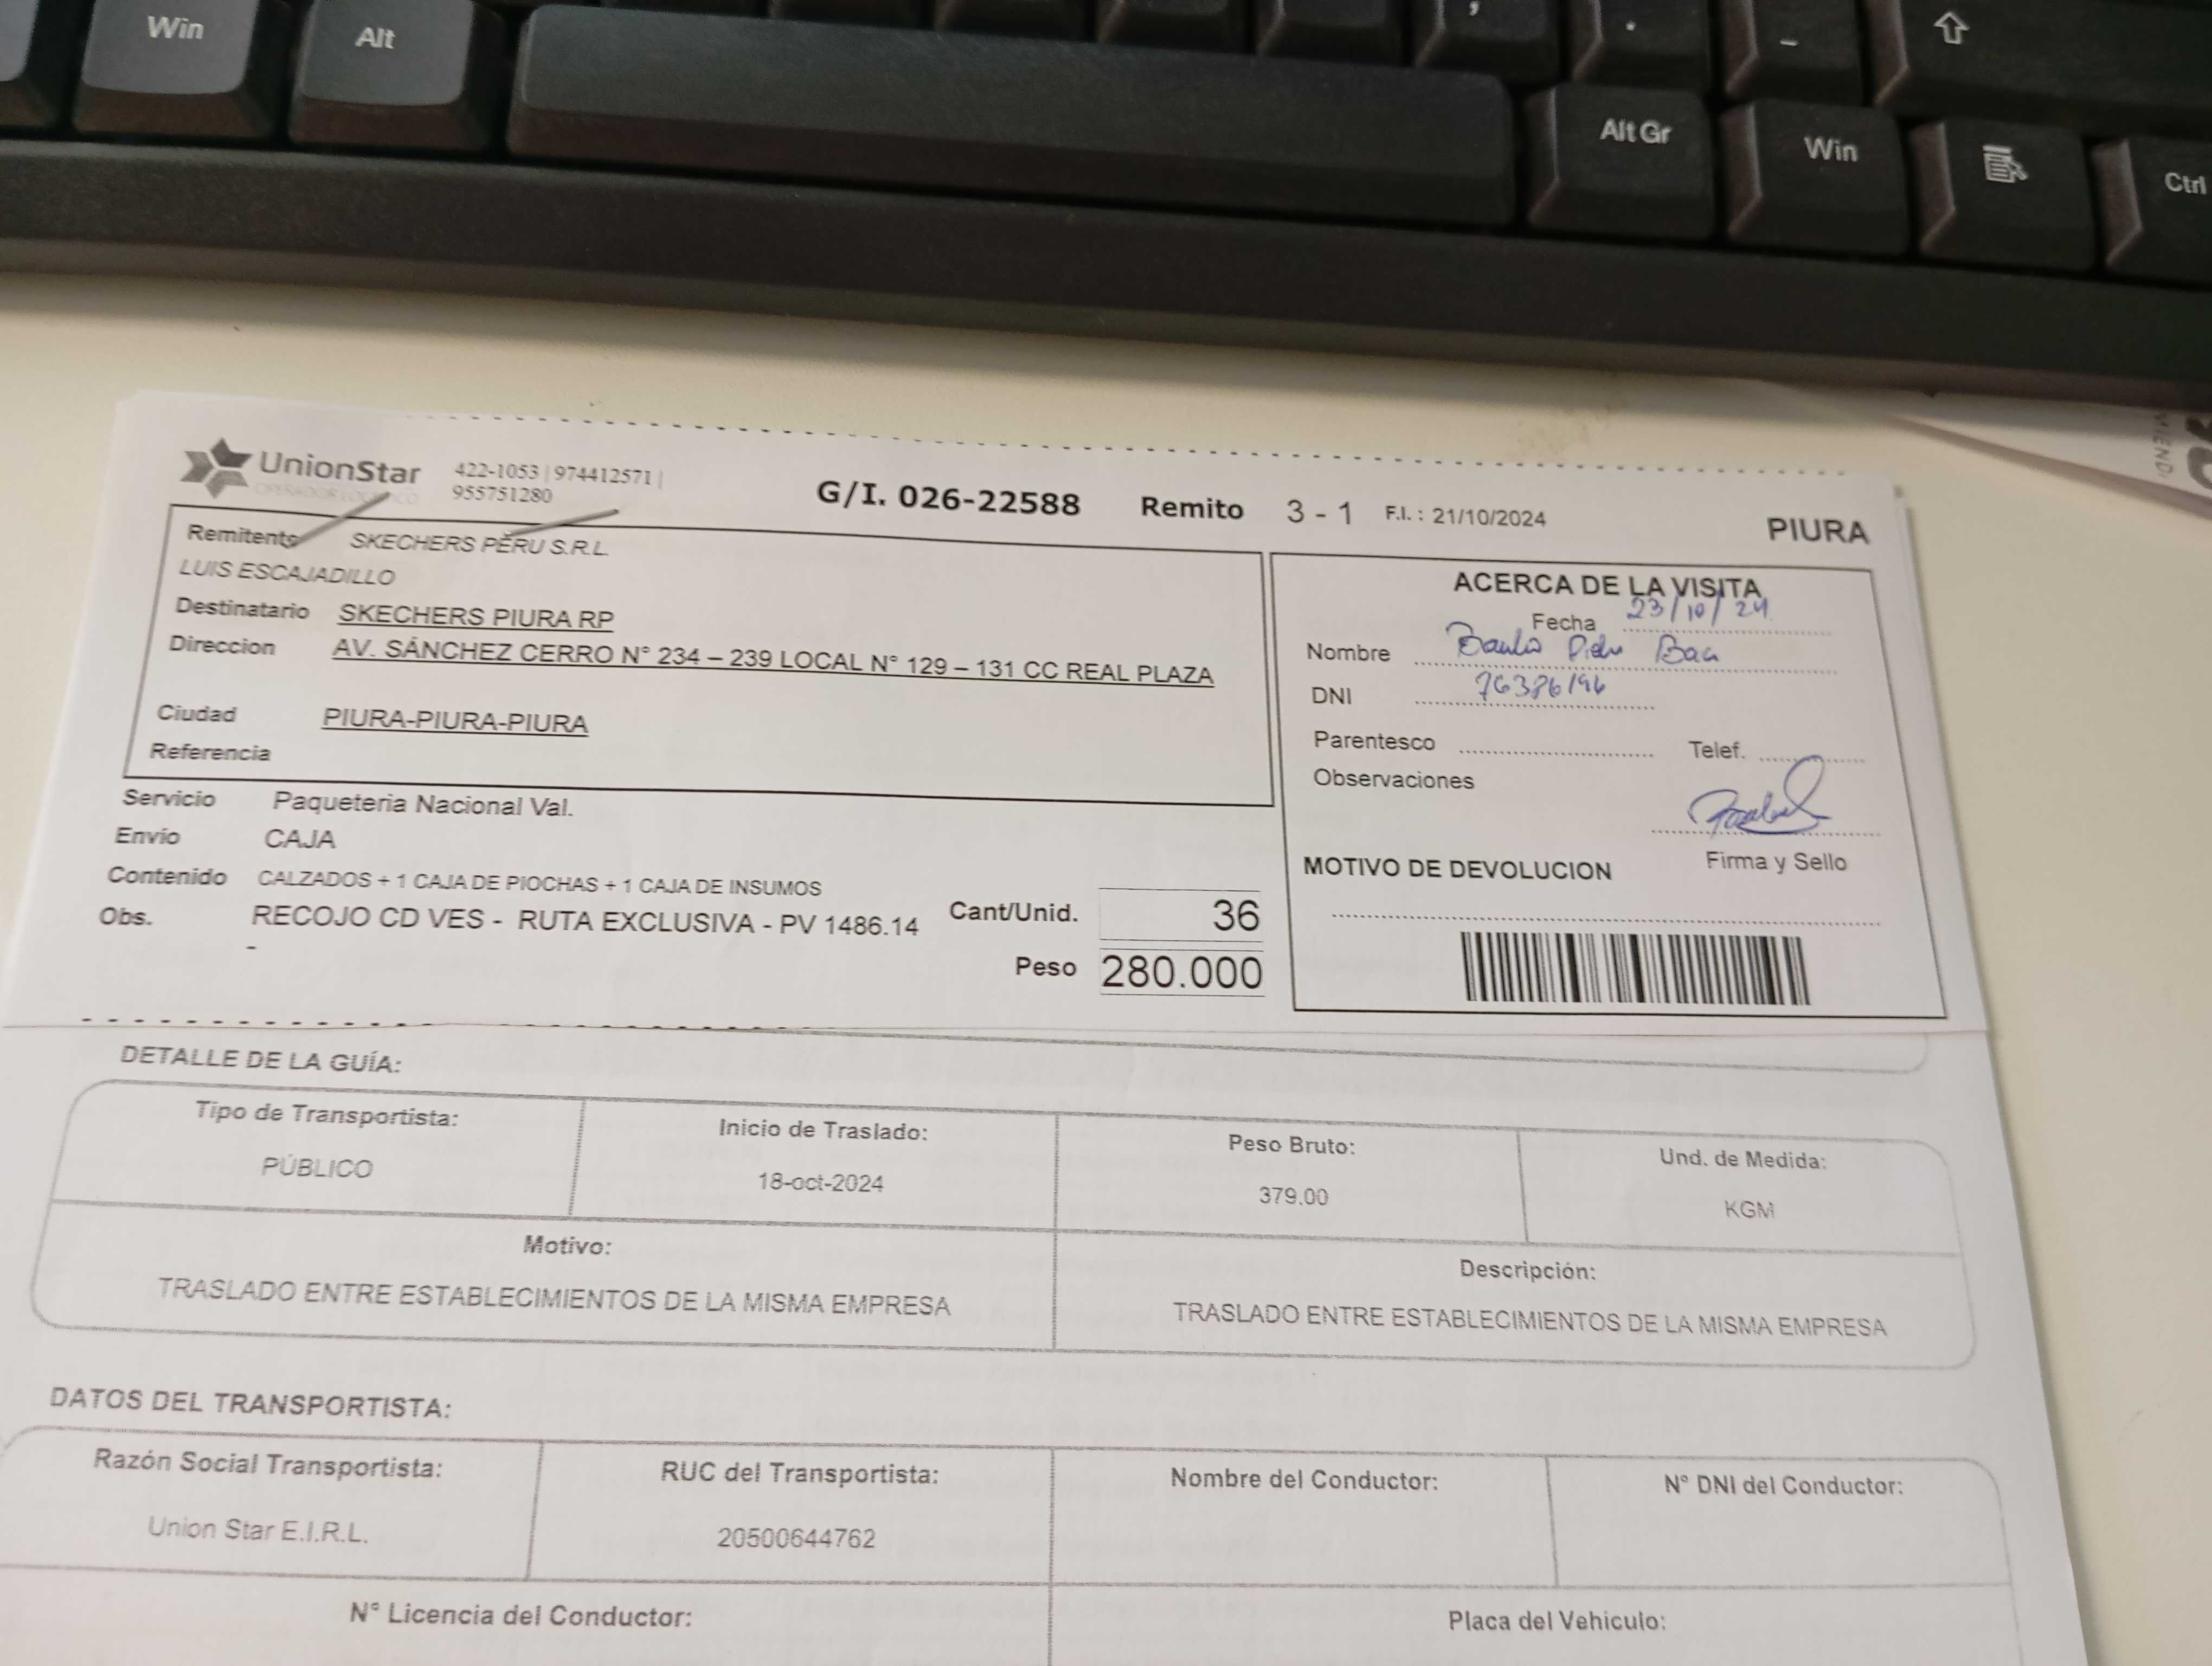 Win
Alt
Alt Gr
Win
Ctrl
UnionStar
422-1053 | 974412571 |
955751280
G/I. 026-22588
Remito 3 - 1 F.I. : 21/10/2024
PIURA
Remitente SKECHERS PERU S.R.L.
LUIS ESCAJADILLO
Destinatario SKECHERS PIURA RP
Direccion AV. SÁNCHEZ CERRO N° 234 – 239 LOCAL N° 129 – 131 CC REAL PLAZA
Ciudad PIURA-PIURA-PIURA
Referencia
ACERCA DE LA VISITA
Fecha 23/10/24
Nombre
DNI
Parentesco Telef.
Observaciones
Firma y Sello
MOTIVO DE DEVOLUCION
Servicio Paqueteria Nacional Val.
Envío CAJA
Contenido CALZADOS + 1 CAJA DE PIOCHAS + 1 CAJA DE INSUMOS
Obs. RECOJO CD VES - RUTA EXCLUSIVA - PV 1486.14
-
Cant/Unid. 36
Peso 280.000
DETALLE DE LA GUÍA:
Tipo de Transportista: Inicio de Traslado: Peso Bruto: Und. de Medida:
PÚBLICO 18-oct-2024 379.00 KGM
Motivo: Descripción:
TRASLADO ENTRE ESTABLECIMIENTOS DE LA MISMA EMPRESA TRASLADO ENTRE ESTABLECIMIENTOS DE LA MISMA EMPRESA
DATOS DEL TRANSPORTISTA:
Razón Social Transportista: RUC del Transportista: Nombre del Conductor: N° DNI del Conductor:
Union Star E.I.R.L. 20500644762
N° Licencia del Conductor: Placa del Vehiculo: